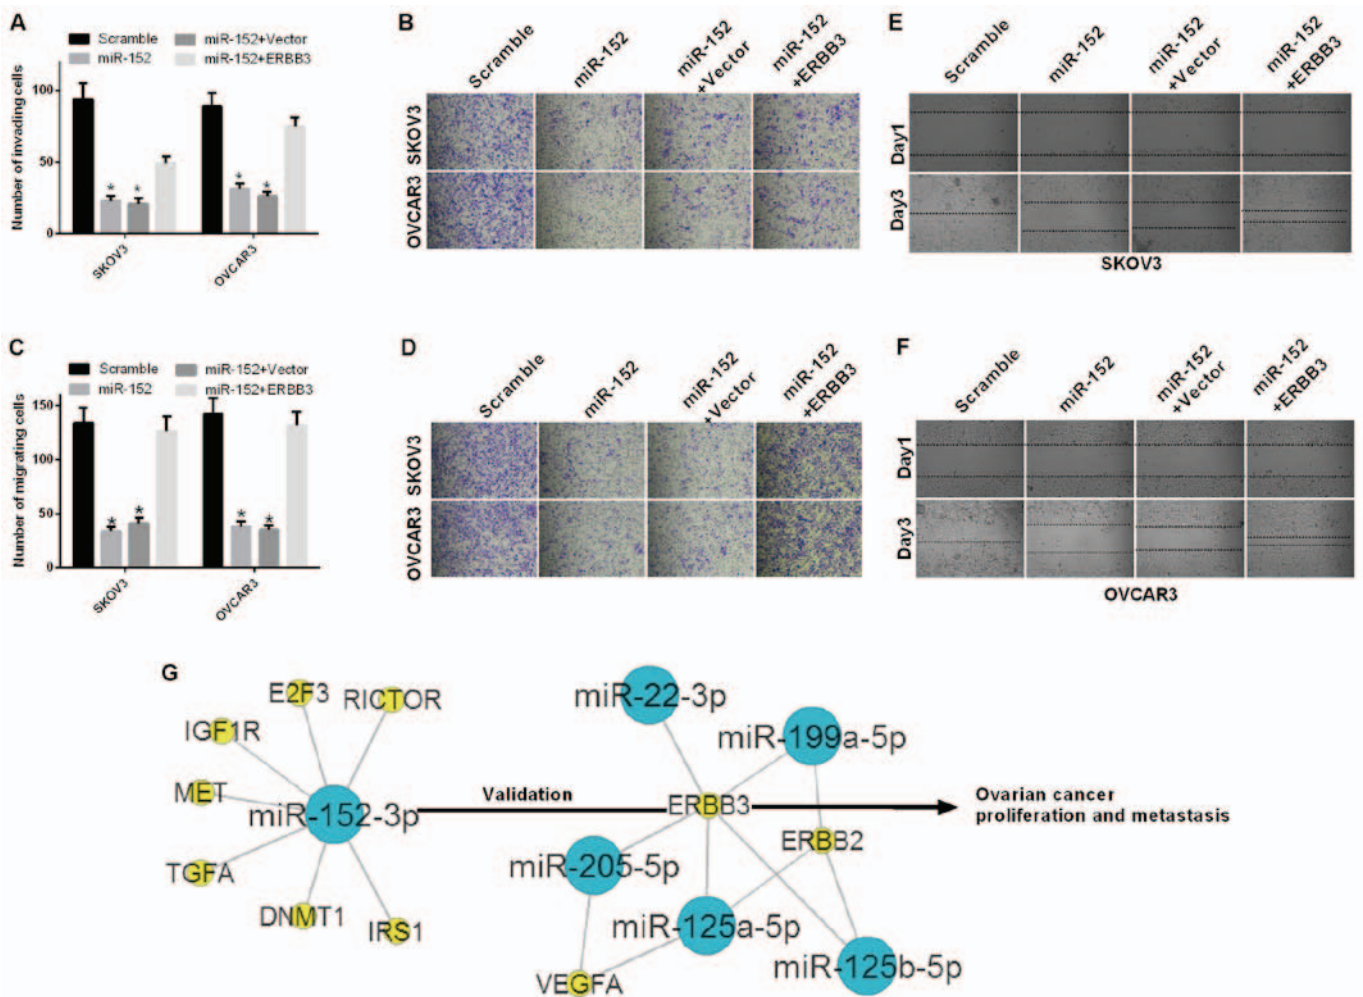 A
Scramble
miR-152+Vector
miR-152
miR-152+ERBB3
Number of invading cells
100
50
0
*
*
*
*
SKOV3
OVCAR3
B
Scramble
miR-152
miR-152
+Vector
miR-152
+ERBB3
SKOV3
OVCAR3
E
Scramble
miR-152
miR-152
+Vector
miR-152
+ERBB3
Day1
Day3
SKOV3
C
Scramble
miR-152+Vector
miR-152
miR-152+ERBB3
Number of migrating cells
150
100
50
0
*
*
*
*
SKOV3
OVCAR3
D
Scramble
miR-152
miR-152
+Vector
miR-152
+ERBB3
SKOV3
OVCAR3
F
Scramble
miR-152
miR-152
+Vector
miR-152
+ERBB3
Day1
Day3
OVCAR3
G
E2F3
RICTOR
IGF1R
MET
miR-152-3p
TGFA
DNMT1
IRS1
Validation
miR-22-3p
miR-199a-5p
ERBB3
ERBB2
miR-205-5p
miR-125a-5p
miR-125b-5p
VEGFA
Ovarian cancer
proliferation and metastasis